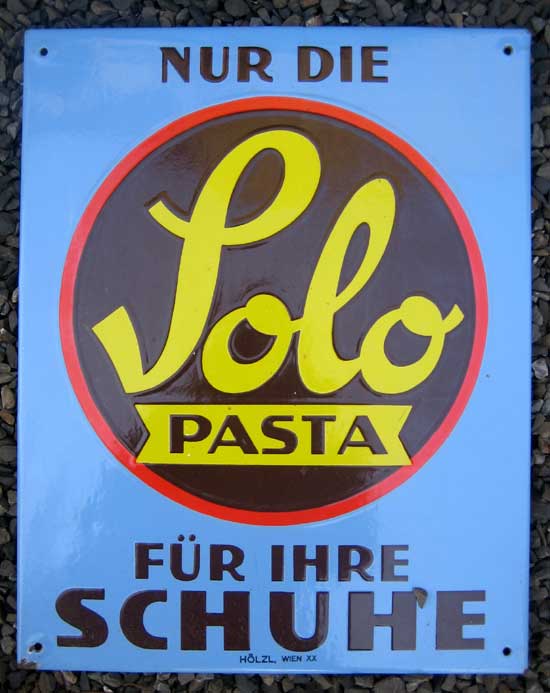 NUR DIE
Solo
PASTA
FÜR IHRE
SCHUHE
HÖLZL, WIEN XX